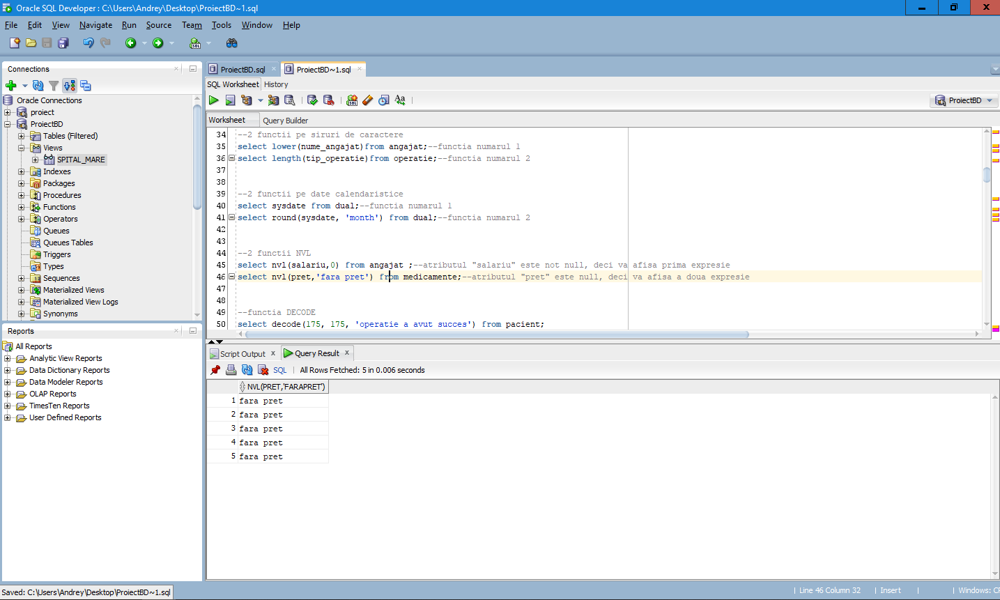 Oracle SQL Developer : C:\Users\Andrey\Desktop\ProiectBD~1.sql
File Edit View Navigate Run Source Team Tools Window Help
Connections
Oracle Connections
proiect
ProiectBD
Tables (Filtered)
Views
SPITAL_MARE
Indexes
Packages
Procedures
Functions
Operators
Queues
Queues Tables
Triggers
Types
Sequences
Materialized Views
Materialized View Logs
Synonyms
Reports
All Reports
Analytic View Reports
Data Dictionary Reports
Data Modeler Reports
OLAP Reports
TimesTen Reports
User Defined Reports
ProiectBD.sql ProiectBD~1.sql
SQL Worksheet History
ProiectBD
Worksheet Query Builder
34 --2 functii pe siruri de caractere
35 select lower(nume_angajat)from angajat;--functia numarul 1
36 select length(tip_operatie)from operatie;--functia numarul 2
37
38
39 --2 functii pe date calendaristice
40 select sysdate from dual;--functia numarul 1
41 select round(sysdate, 'month') from dual;--functia numarul 2
42
43
44 --2 functii NVL
45 select nvl(salariu,0) from angajat ;--atributul "salariu" este not null, deci va afisa prima expresie
46 select nvl(pret,'fara pret') from medicamente;--atributul "pret" este null, deci va afisa a doua expresie
47
48
49 --functia DECODE
50 select decode(175, 175, 'operatie a avut succes') from pacient;
Script Output x Query Result x
SQL All Rows Fetched: 5 in 0.006 seconds
NVL(PRET,'FARAPRET')
1 fara pret
2 fara pret
3 fara pret
4 fara pret
5 fara pret
Saved: C:\Users\Andrey\Desktop\ProiectBD~1.sql
Line 46 Column 32 Insert Windows: C